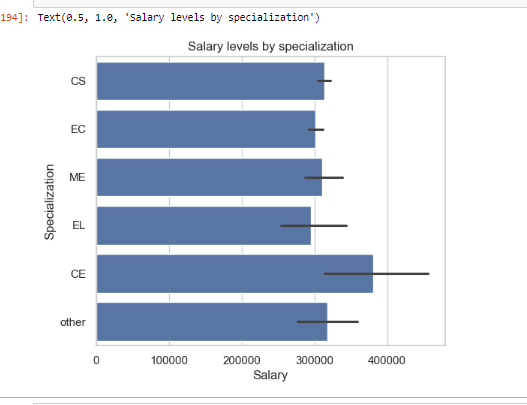 194]: Text(0.5, 1.0, 'Salary levels by specialization')
Salary levels by specialization
CS
EC
ME
EL
CE
other
Specialization
0 100000 200000 300000 400000
Salary